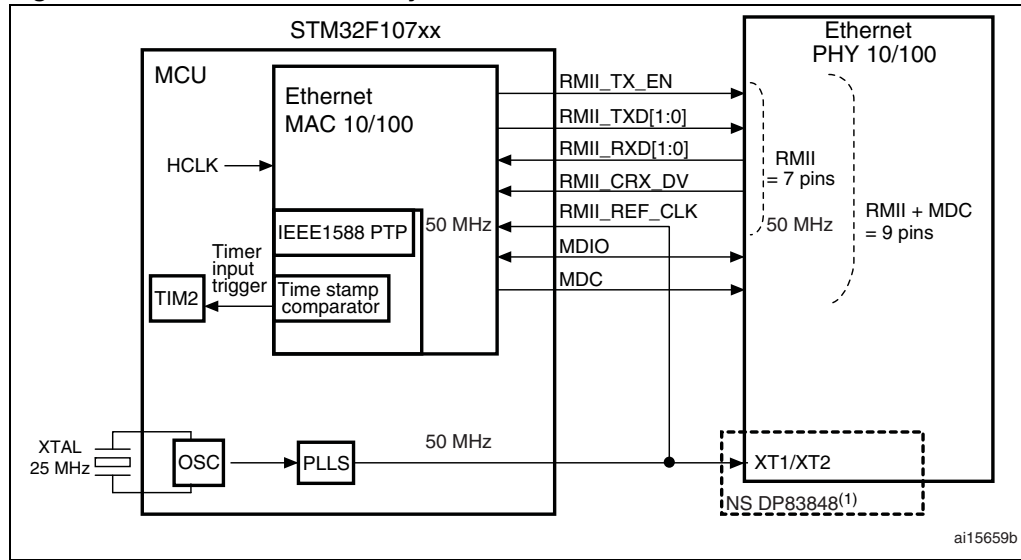 STM32F107xx
Ethernet
PHY 10/100
MCU
Ethernet
MAC 10/100
HCLK
IEEE1588 PTP
50 MHz
Timer
input
trigger
Time stamp
comparator
TIM2
RMII_TX_EN
RMII_TXD[1:0]
RMII_RXD[1:0]
RMII_CRX_DV
RMII_REF_CLK
MDIO
MDC
RMII
= 7 pins
50 MHz
RMII + MDC
= 9 pins
XTAL
25 MHz
OSC
PLLS
50 MHz
XT1/XT2
NS DP83848(1)
ai15659b